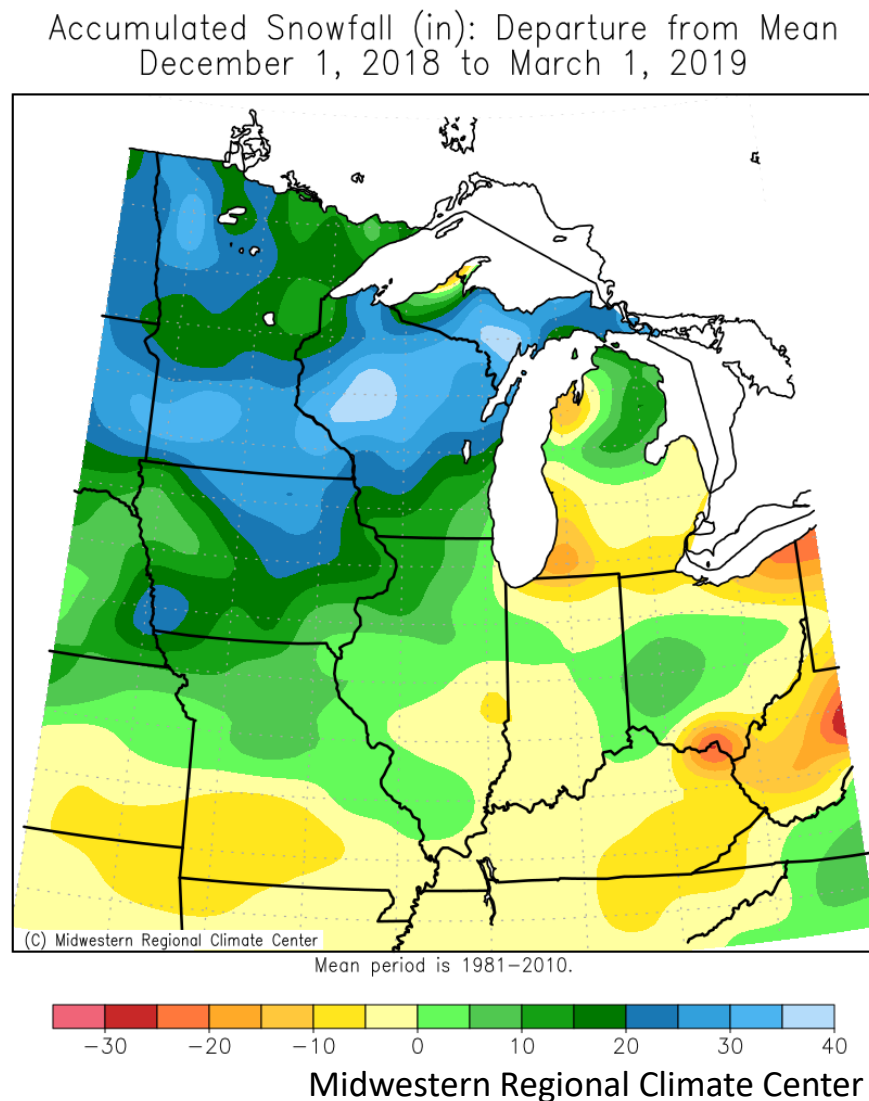 Accumulated Snowfall (in): Departure from Mean
December 1, 2018 to March 1, 2019
(C) Midwestern Regional Climate Center
Mean period is 1981−2010.
−30 −20 −10 0 10 20 30 40
Midwestern Regional Climate Center